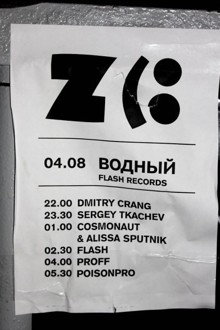 04.08 ВОДНЫЙ
FLASH RECORDS
22.00 DMITRY CRANG
23.30 SERGEY TKACHEV
01.00 COSMONAUT
& ALISSA SPUTNIK
02.30 FLASH
04.00 PROFF
05.30 POISONPRO